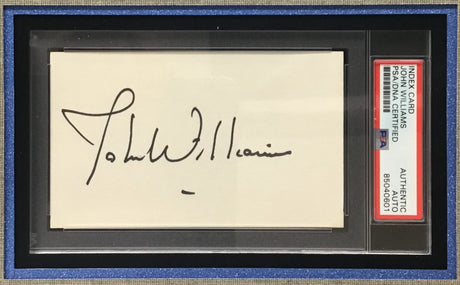 John Williams
INDEX CARD
JOHN WILLIAMS
PSA/DNA CERTIFIED
PSA
AUTHENTIC
AUTO
85040601